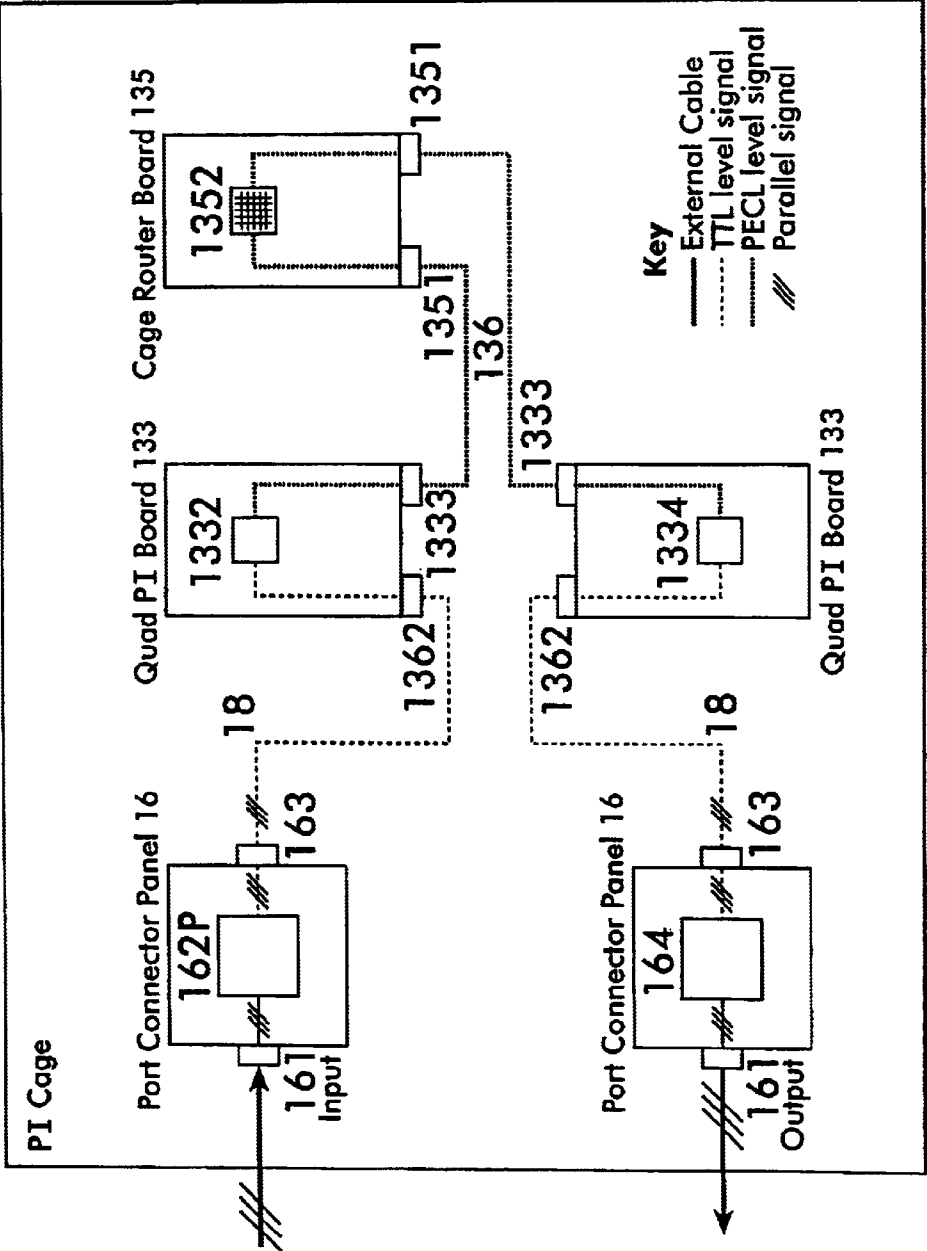 PI Cage
Port Connector Panel 16
162P
161
Input
163
18
Quad PI Board 133
1332
1362
1333
Cage Router Board 135
1352
1351
1351
136
Port Connector Panel 16
164
161
Output
163
18
1362
1333
1334
Quad PI Board 133
Key
External Cable
TTL level signal
PECL level signal
Parallel signal